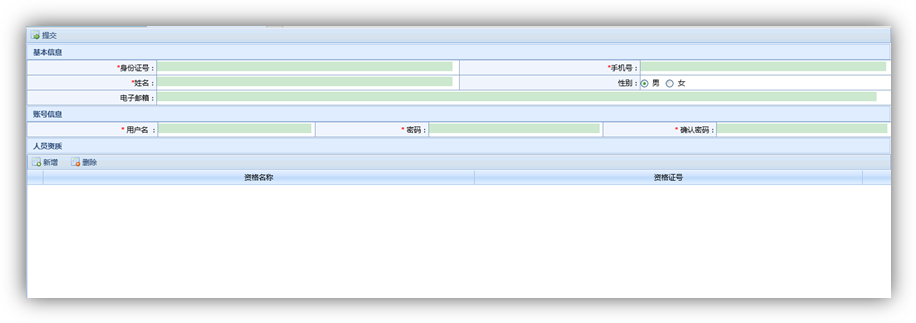 提交
基本信息
*身份证号： *手机号：
*姓名： 性别： 男 女
电子邮箱：
账号信息
* 用户名 ： * 密码： * 确认密码：
人员资质
新增 删除
资格名称 资格证号